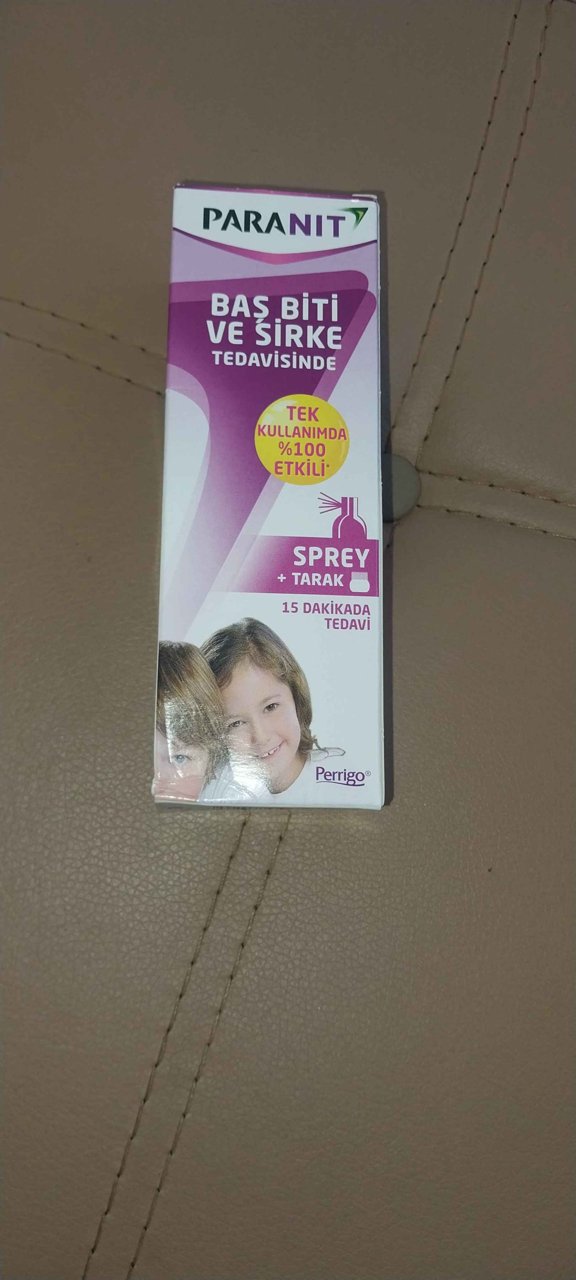 PARANIT
BAŞ BİTİ
VE SİRKE
TEDAVİSİNDE
TEK
KULLANIMDA
%100
ETKİLİ*
SPREY
+ TARAK
15 DAKİKADA
TEDAVİ
Perrigo®